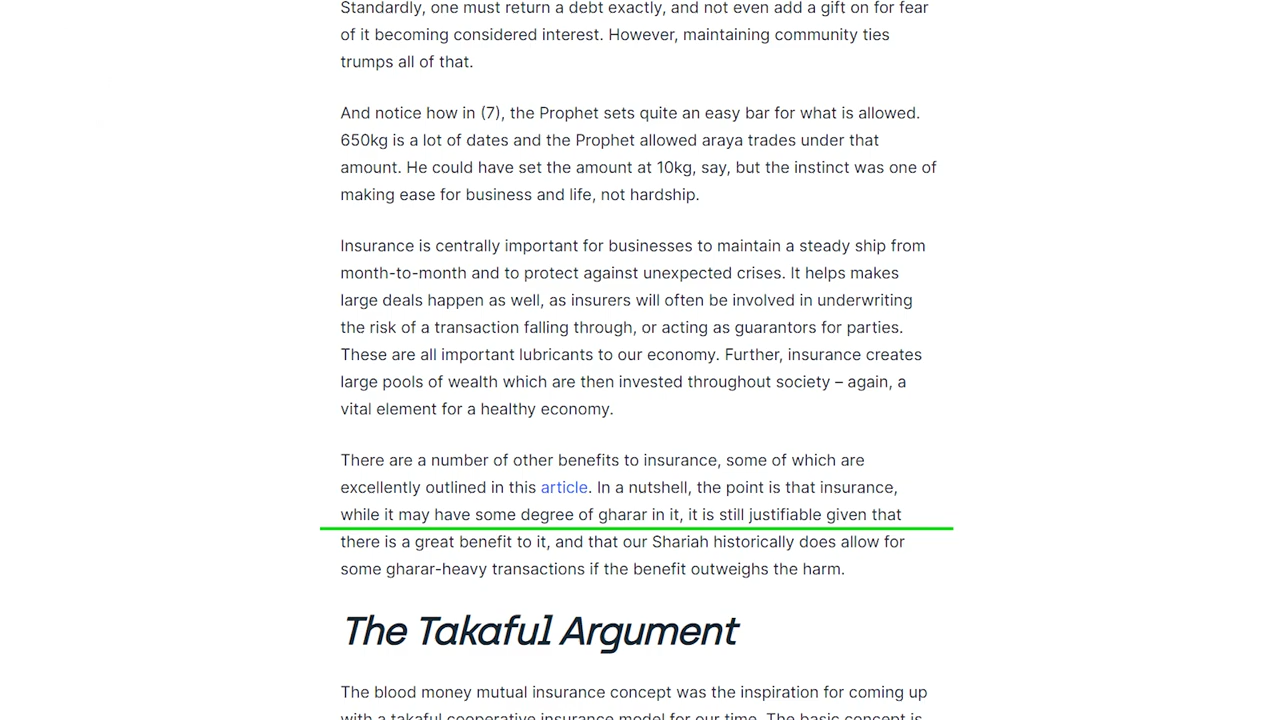 Standardly, one must return a debt exactly, and not even add a gift on for fear
of it becoming considered interest. However, maintaining community ties
trumps all of that.
And notice how in (7), the Prophet sets quite an easy bar for what is allowed.
650kg is a lot of dates and the Prophet allowed araya trades under that
amount. He could have set the amount at 10kg, say, but the instinct was one of
making ease for business and life, not hardship.
Insurance is centrally important for businesses to maintain a steady ship from
month-to-month and to protect against unexpected crises. It helps makes
large deals happen as well, as insurers will often be involved in underwriting
the risk of a transaction falling through, or acting as guarantors for parties.
These are all important lubricants to our economy. Further, insurance creates
large pools of wealth which are then invested throughout society – again, a
vital element for a healthy economy.
There are a number of other benefits to insurance, some of which are
excellently outlined in this article. In a nutshell, the point is that insurance,
while it may have some degree of gharar in it, it is still justifiable given that
there is a great benefit to it, and that our Shariah historically does allow for
some gharar-heavy transactions if the benefit outweighs the harm.
The Takaful Argument
The blood money mutual insurance concept was the inspiration for coming up
with a takaful cooperative insurance model for our time. The basic concept is